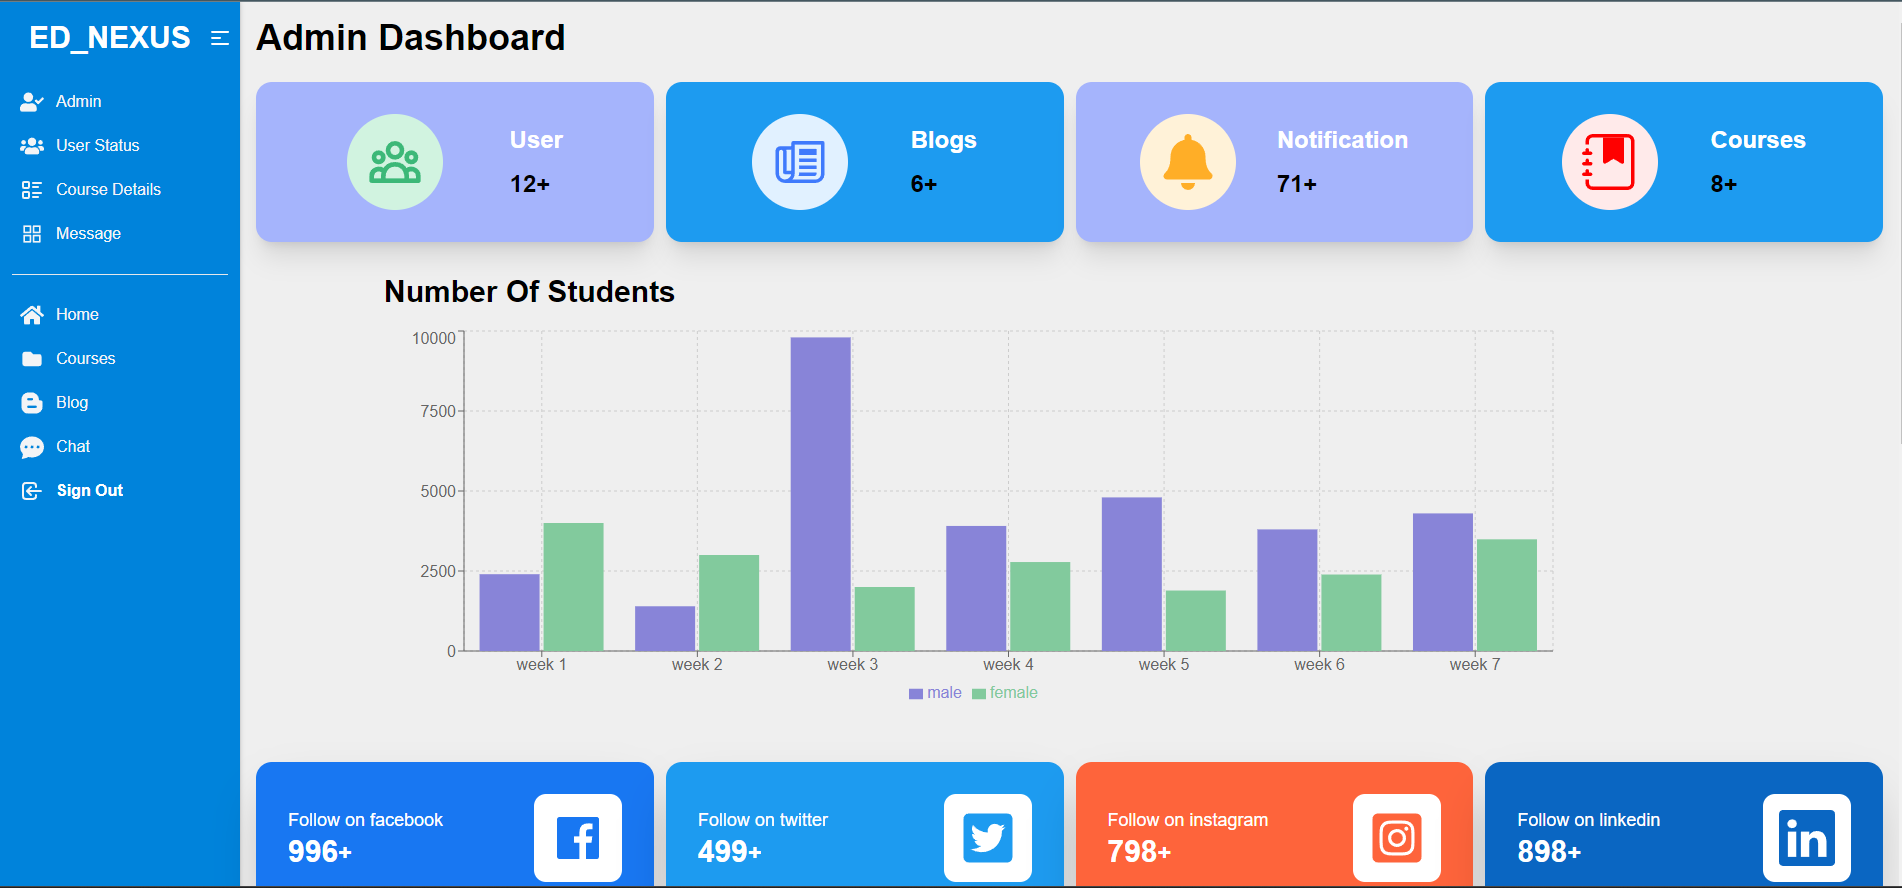 ED_NEXUS
Admin
User Status
Course Details
Message
Home
Courses
Blog
Chat
Sign Out
Admin Dashboard
User
12+
Blogs
6+
Notification
71+
Courses
8+
Number Of Students
10000
7500
5000
2500
0
week 1 week 2 week 3 week 4 week 5 week 6 week 7
male female
Follow on facebook
996+
Follow on twitter
499+
Follow on instagram
798+
Follow on linkedin
898+